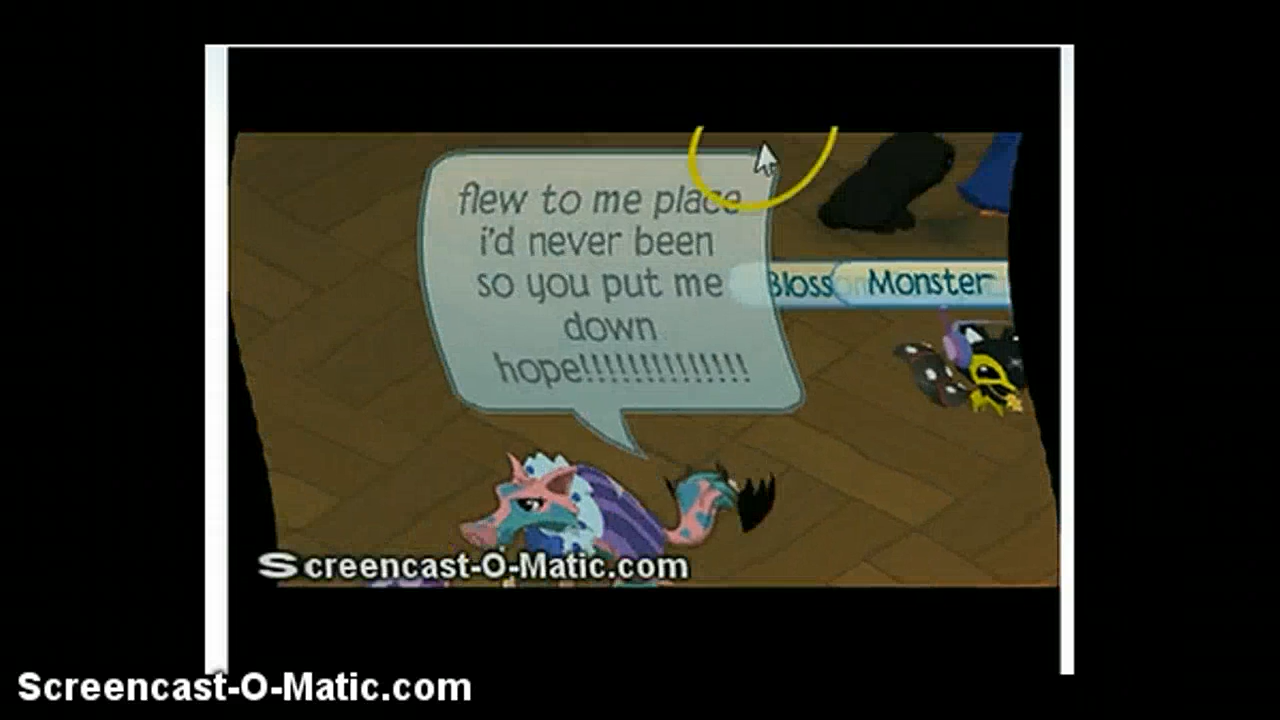 flew to me place
i'd never been
so you put me
down
hope!!!!!!!!!!!!!!
Blossom
Monster
Screencast-O-Matic.com
Screencast-O-Matic.com